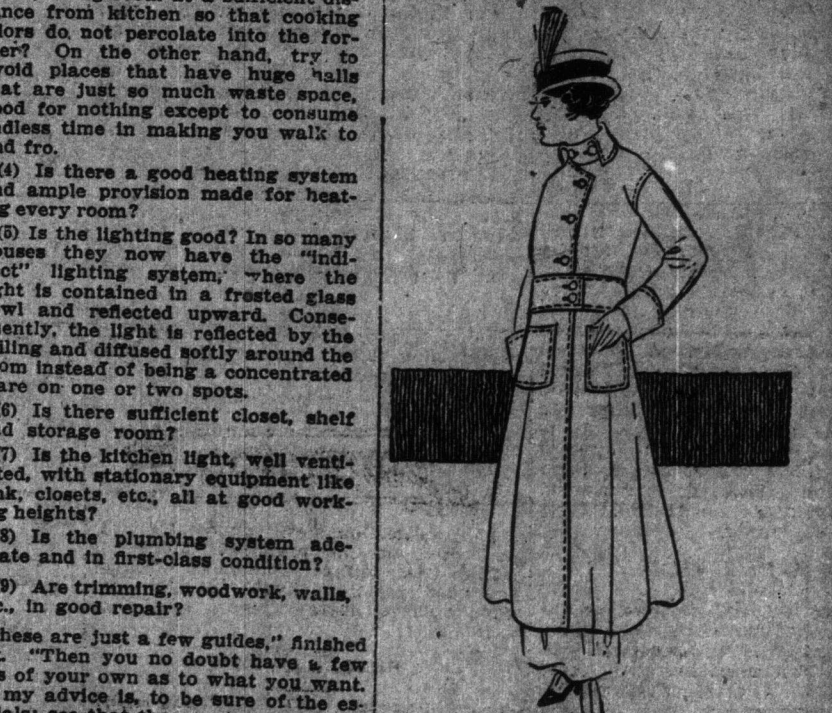 nce from kitchen so that cooking
ors do not percolate into the for-
er? On the other hand, try to
void places that have huge halls
at are just so much waste space,
od for nothing except to consume
dless time in making you walk to
d fro.
(4) Is there a good heating system
d ample provision made for heat-
g every room?
(5) Is the lighting good? In so many
ouses they now have the "indi-
ct" lighting system, where the
ght is contained in a frosted glass
wl and reflected upward. Conse-
ently, the light is reflected by the
iling and diffused softly around the
om instead of being a concentrated
are on one or two spots.
(6) Is there sufficient closet, shelf
d storage room?
7) Is the kitchen light, well venti-
ted, with stationary equipment like
nk, closets, etc., all at good work-
g heights?
8) Is the plumbing system ade-
ate and in first-class condition?
9) Are trimming, woodwork, walls,
c., in good repair?
hese are just a few guides," finished
"Then you no doubt have a few
s of your own as to what you want.
my advice is, to be sure of the es-